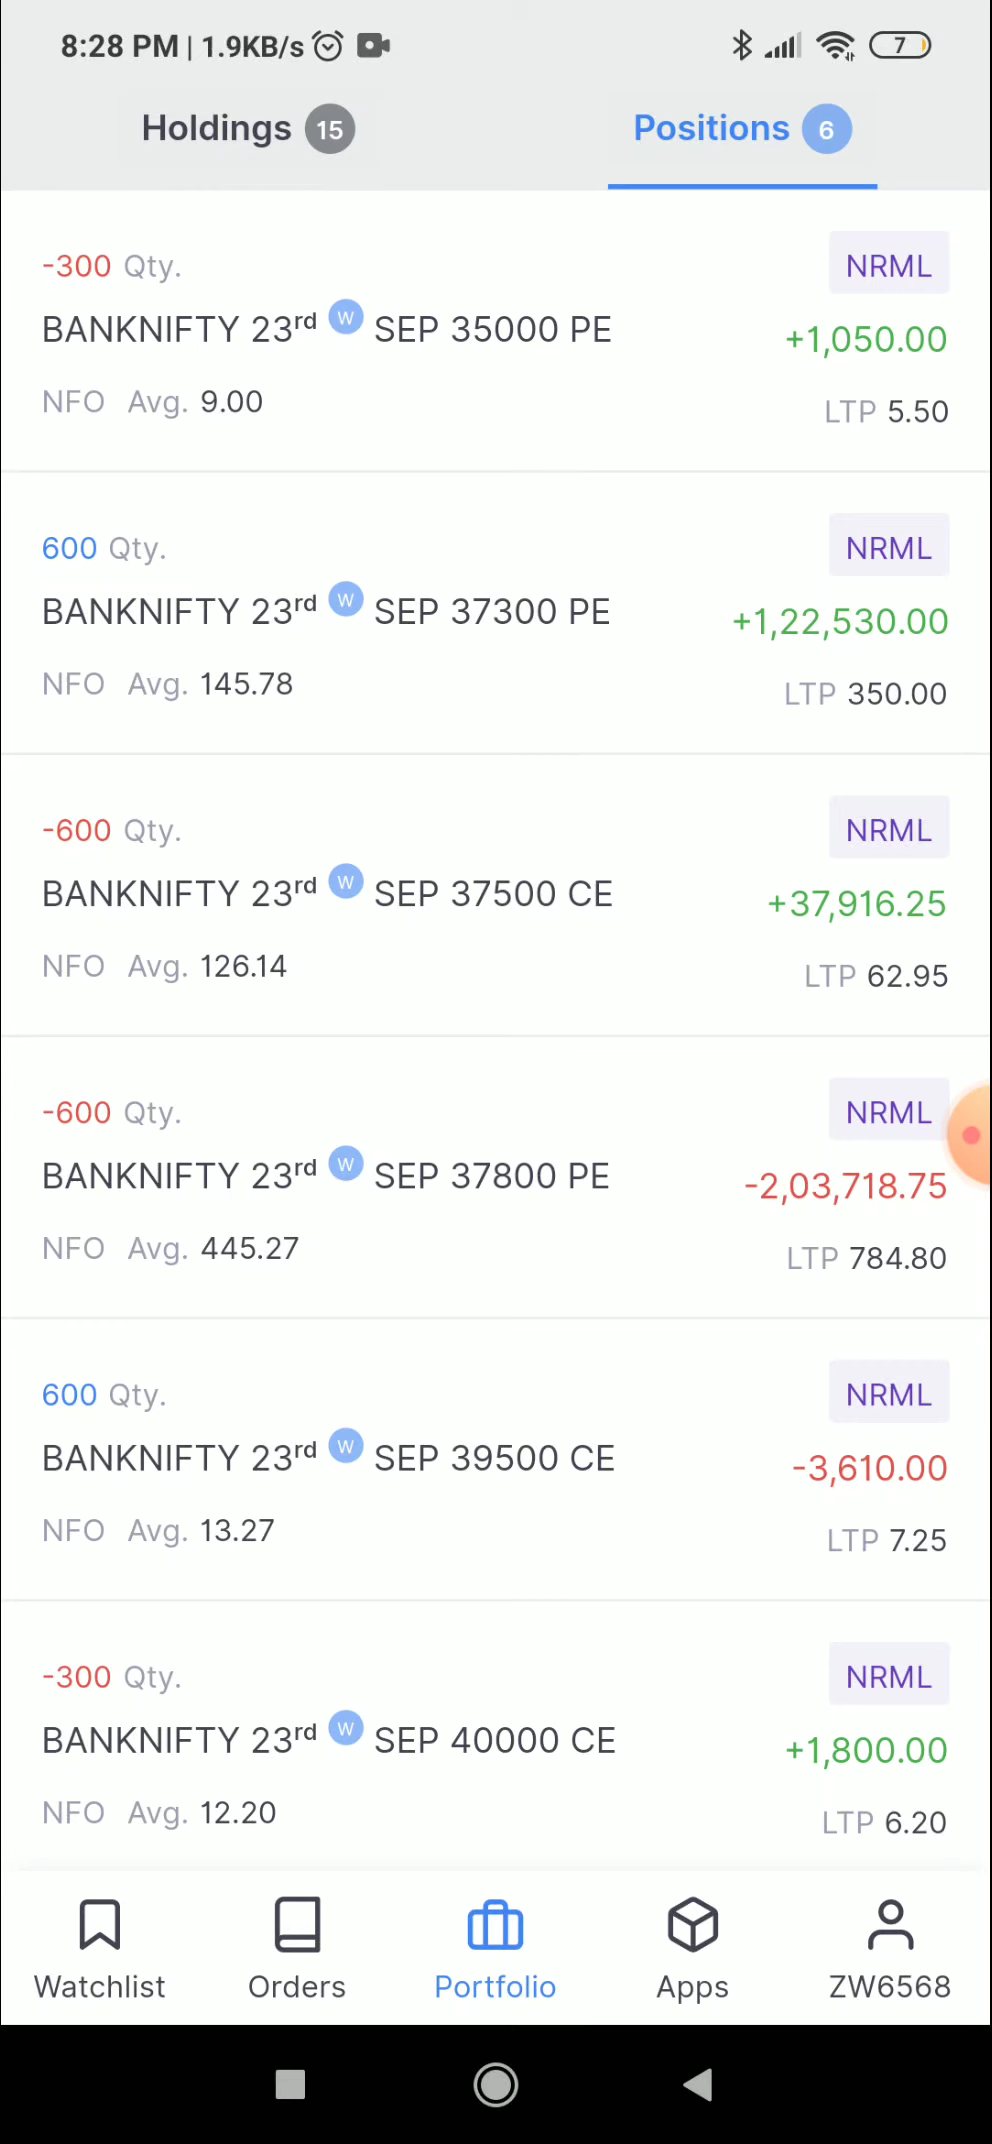 8:28 PM | 1.9KB/s 7
Holdings 15 Positions 6
-300 Qty. NRML
BANKNIFTY 23rd W SEP 35000 PE +1,050.00
NFO Avg. 9.00 LTP 5.50
600 Qty. NRML
BANKNIFTY 23rd W SEP 37300 PE +1,22,530.00
NFO Avg. 145.78 LTP 350.00
-600 Qty. NRML
BANKNIFTY 23rd W SEP 37500 CE +37,916.25
NFO Avg. 126.14 LTP 62.95
-600 Qty. NRML
BANKNIFTY 23rd W SEP 37800 PE -2,03,718.75
NFO Avg. 445.27 LTP 784.80
600 Qty. NRML
BANKNIFTY 23rd W SEP 39500 CE -3,610.00
NFO Avg. 13.27 LTP 7.25
-300 Qty. NRML
BANKNIFTY 23rd W SEP 40000 CE +1,800.00
NFO Avg. 12.20 LTP 6.20
Watchlist Orders Portfolio Apps ZW6568